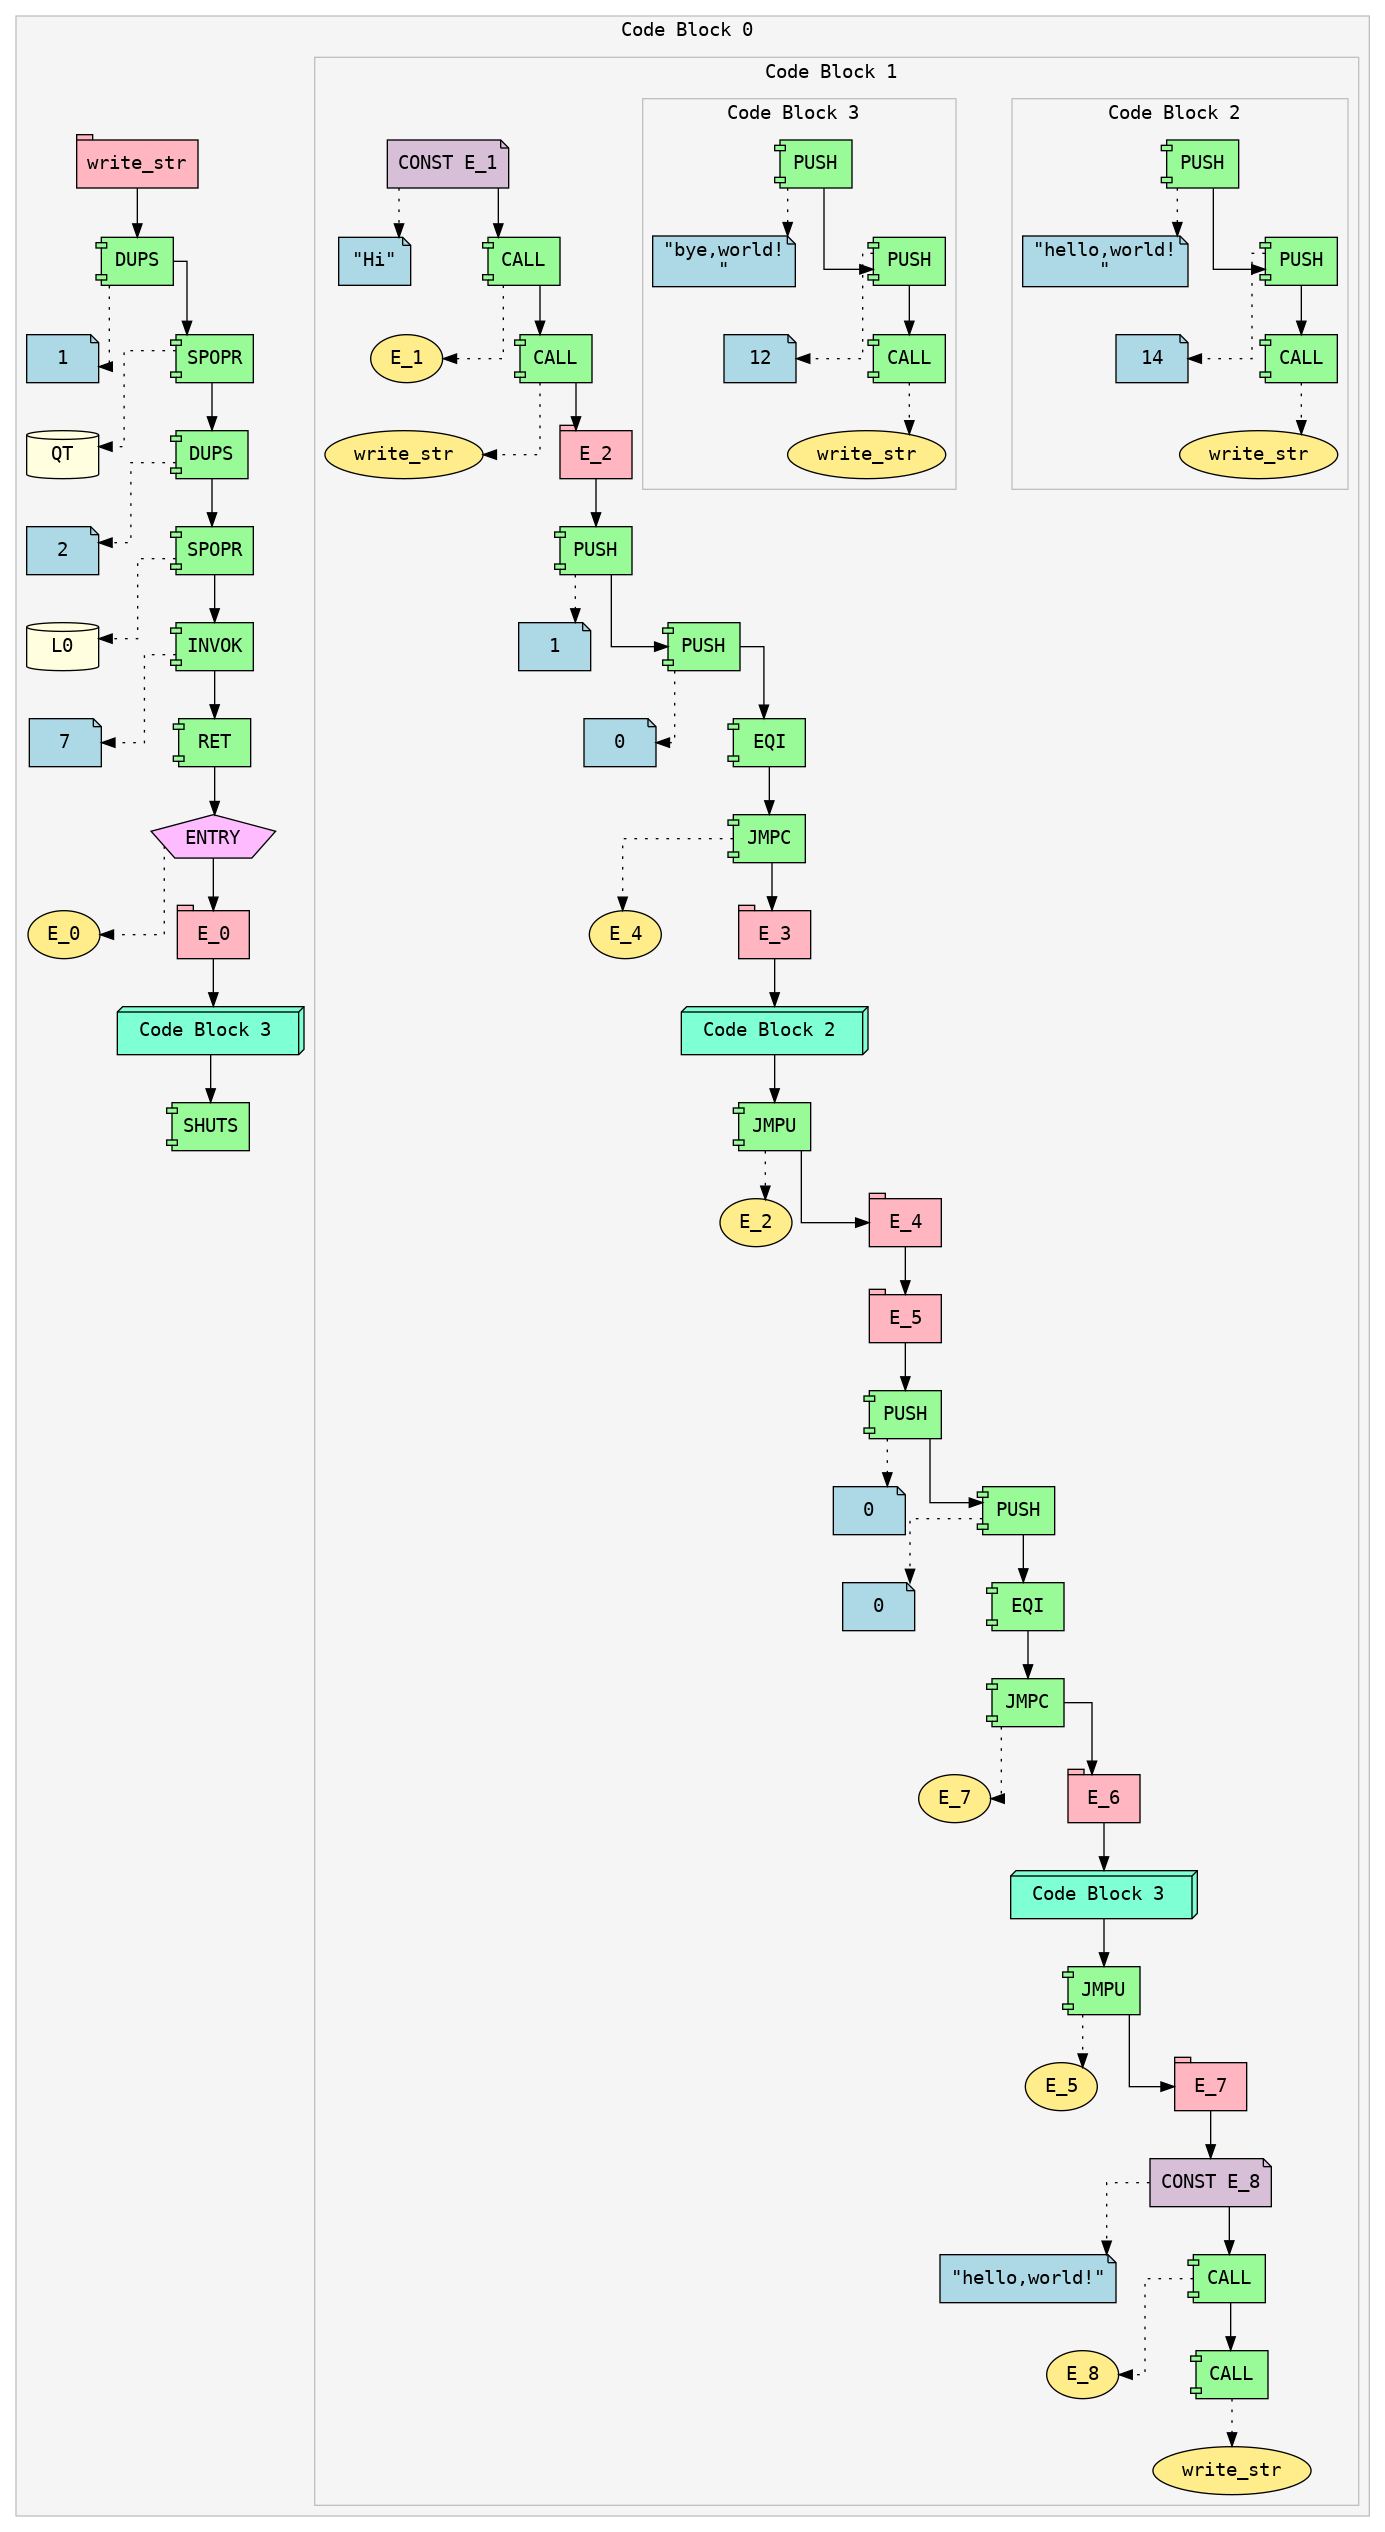 Code Block 0
Code Block 1
Code Block 3
Code Block 2
write_str
CONST E_1
PUSH
PUSH
DUPS
"Hi"
CALL
"bye,world!
"
PUSH
"hello,world!
"
PUSH
1
SPOPR
E_1
CALL
12
CALL
14
CALL
QT
DUPS
write_str
E_2
write_str
write_str
2
SPOPR
PUSH
L0
INVOK
1
PUSH
7
RET
0
EQI
ENTRY
JMPC
E_0
E_0
E_4
E_3
Code Block 3
Code Block 2
SHUTS
JMPU
E_2
E_4
E_5
PUSH
0
PUSH
0
EQI
JMPC
E_7
E_6
Code Block 3
JMPU
E_5
E_7
CONST E_8
"hello,world!"
CALL
E_8
CALL
write_str